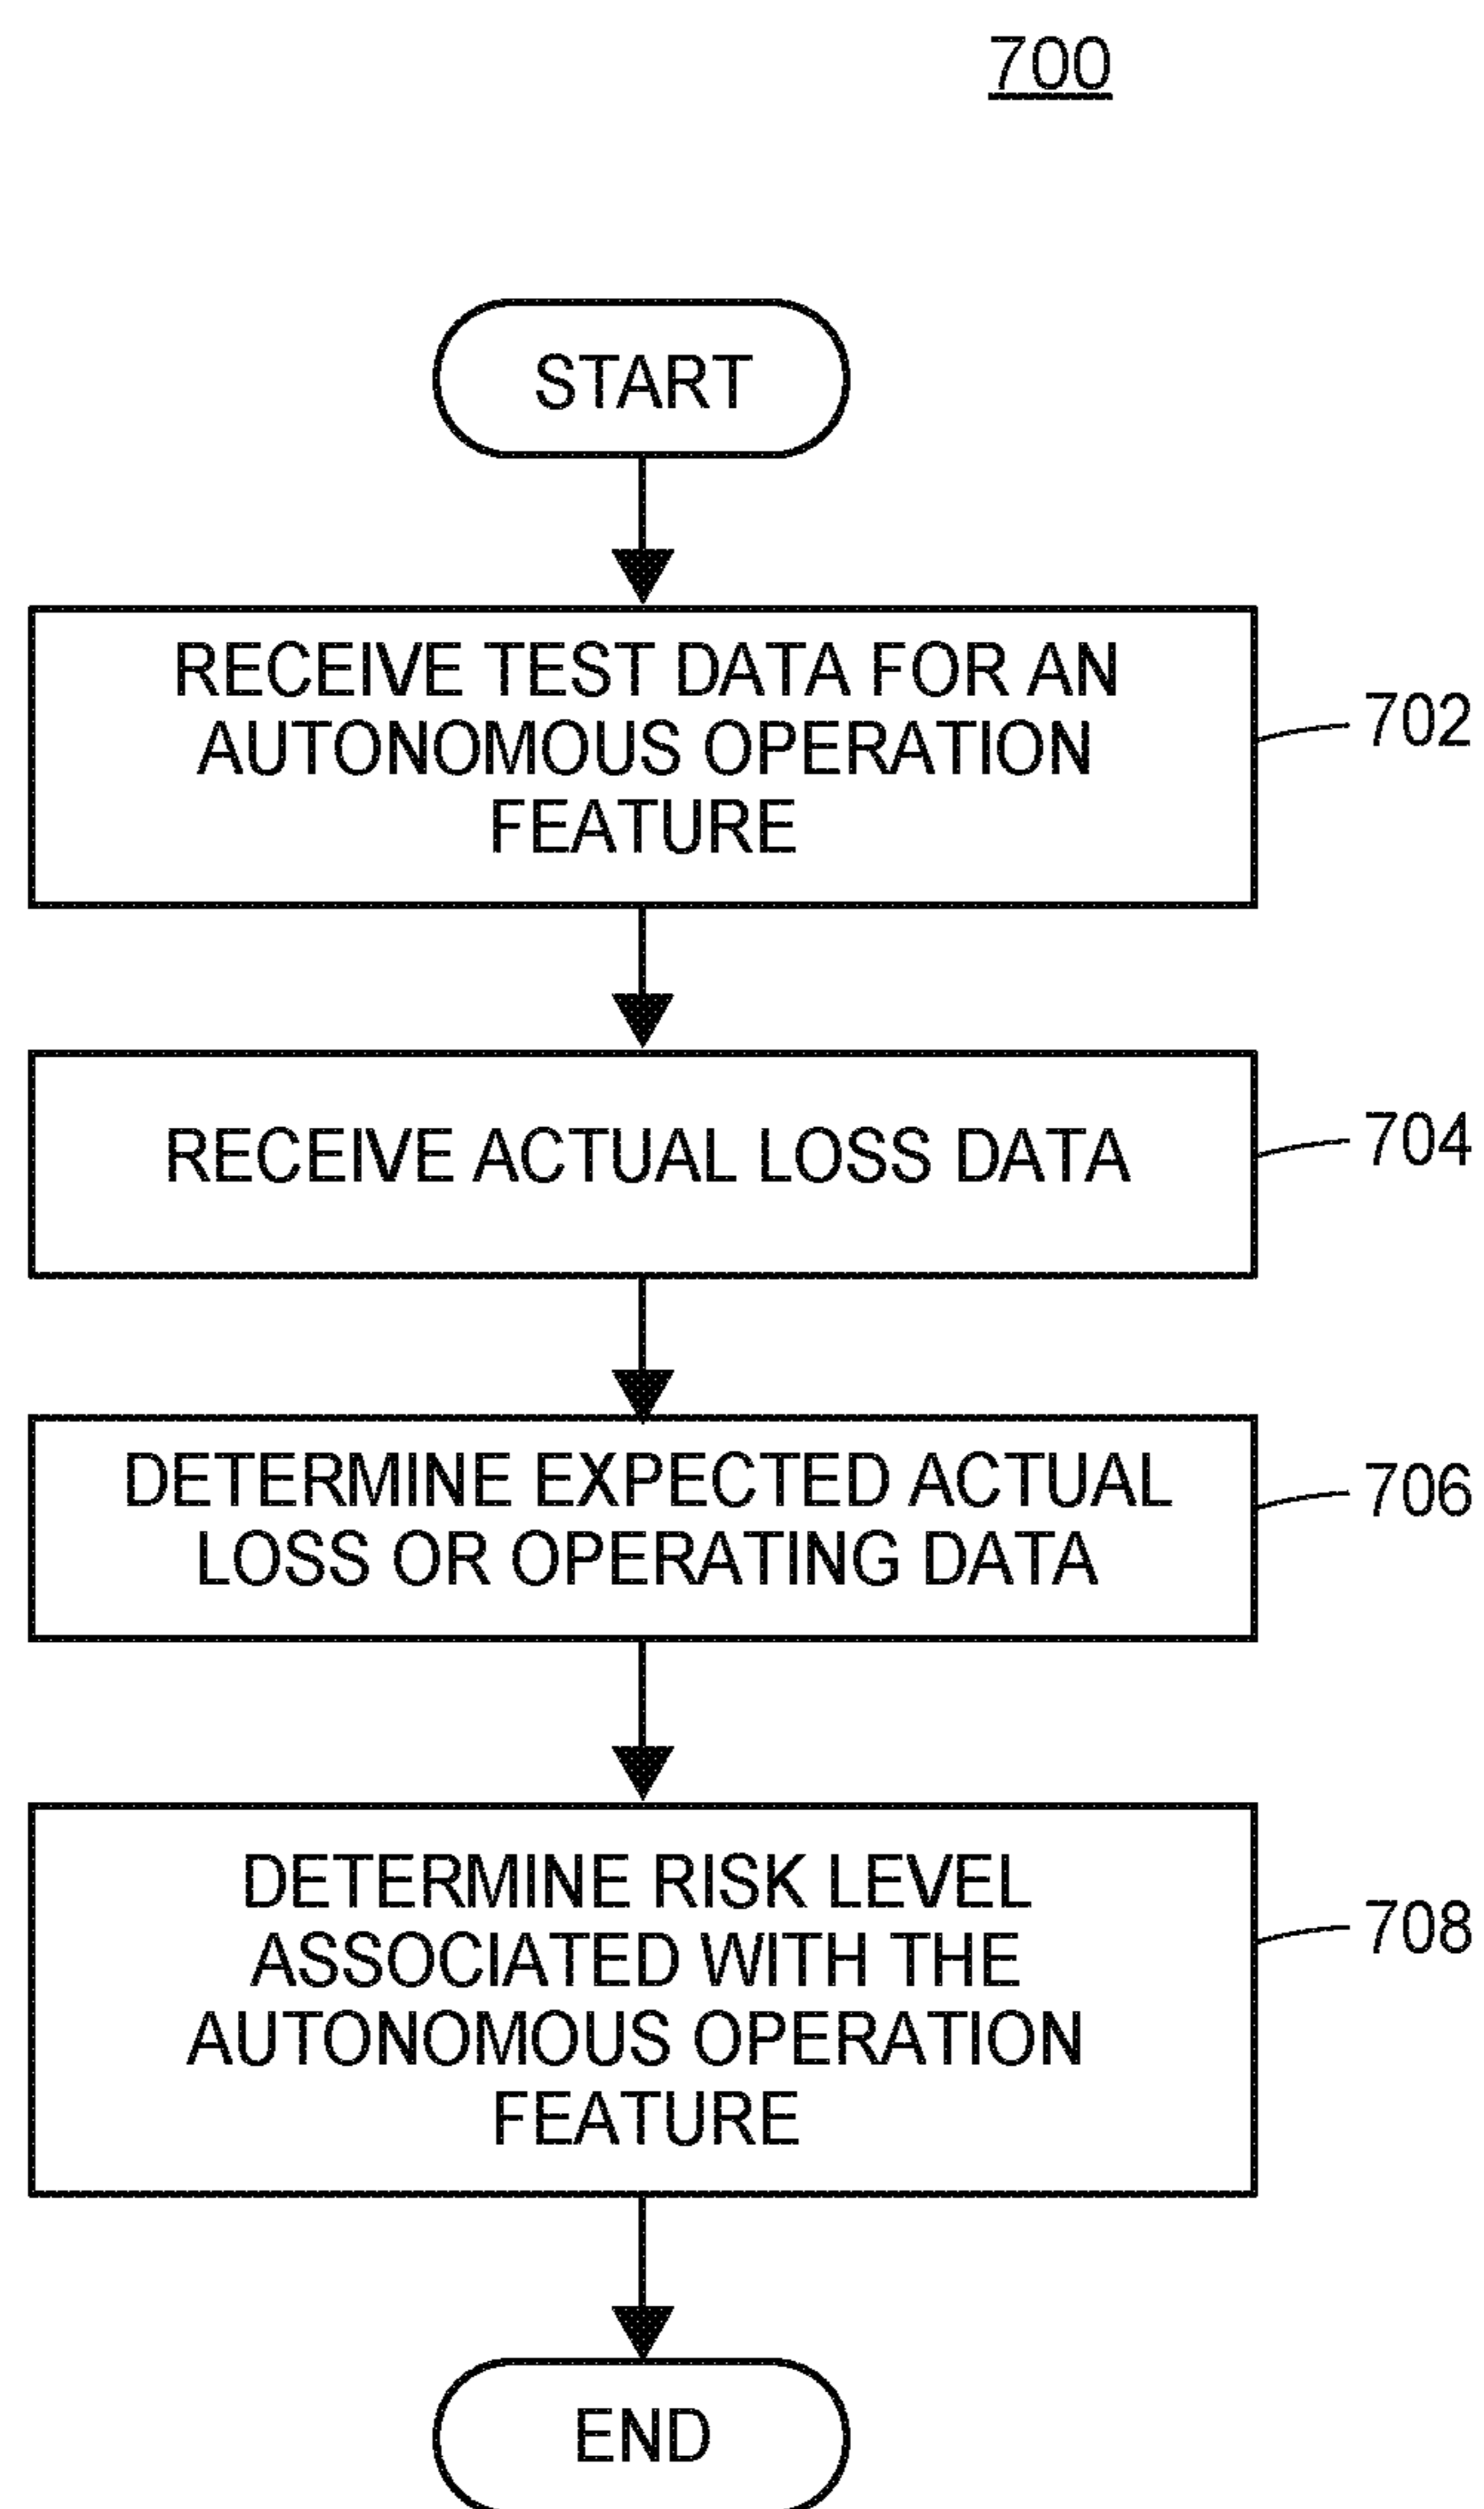 700
START
RECEIVE TEST DATA FOR AN
AUTONOMOUS OPERATION
FEATURE
702
RECEIVE ACTUAL LOSS DATA
704
DETERMINE EXPECTED ACTUAL
LOSS OR OPERATING DATA
706
DETERMINE RISK LEVEL
ASSOCIATED WITH THE
AUTONOMOUS OPERATION
FEATURE
708
END